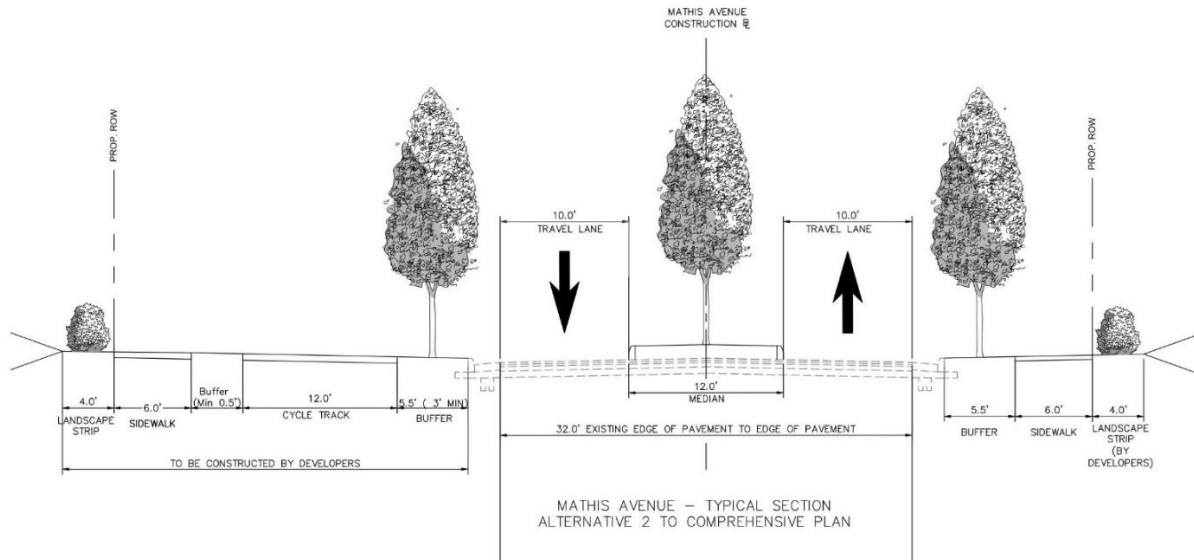 MATHIS AVENUE
CONSTRUCTION ℄
PROP. ROW
PROP. ROW
10.0'
TRAVEL LANE
10.0'
TRAVEL LANE
4.0'
LANDSCAPE
STRIP
6.0'
SIDEWALK
Buffer
(Min 0.5')
12.0'
CYCLE TRACK
5.5' ( 3' MIN)
BUFFER
12.0'
MEDIAN
5.5'
BUFFER
6.0'
SIDEWALK
4.0'
LANDSCAPE
STRIP
(BY
DEVELOPERS)
32.0' EXISTING EDGE OF PAVEMENT TO EDGE OF PAVEMENT
TO BE CONSTRUCTED BY DEVELOPERS
MATHIS AVENUE – TYPICAL SECTION
ALTERNATIVE 2 TO COMPREHENSIVE PLAN